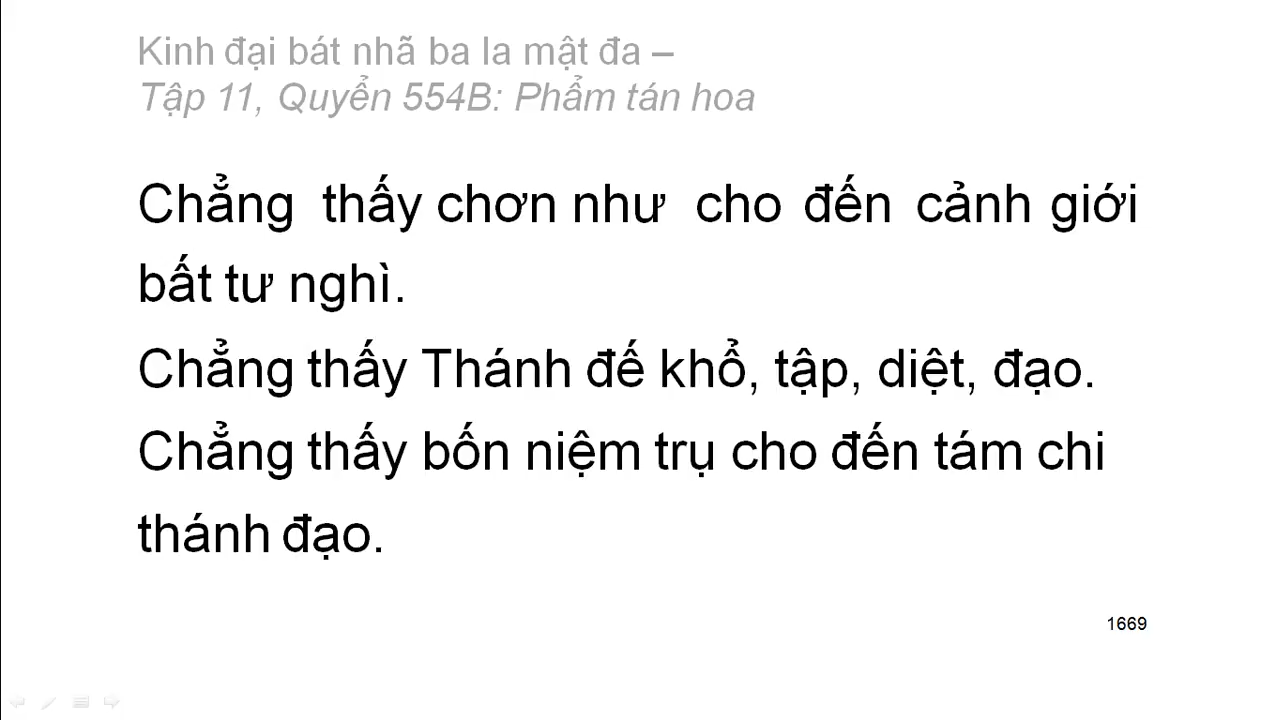 Kinh đại bát nhã ba la mật đa –
Tập 11, Quyển 554B: Phẩm tán hoa
Chẳng thấy chơn như cho đến cảnh giới
bất tư nghì.
Chẳng thấy Thánh đế khổ, tập, diệt, đạo.
Chẳng thấy bốn niệm trụ cho đến tám chi
thánh đạo.
1669